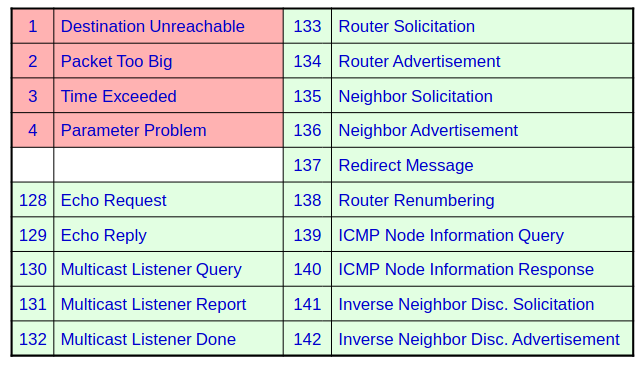 1 Destination Unreachable 133 Router Solicitation
2 Packet Too Big 134 Router Advertisement
3 Time Exceeded 135 Neighbor Solicitation
4 Parameter Problem 136 Neighbor Advertisement
137 Redirect Message
128 Echo Request 138 Router Renumbering
129 Echo Reply 139 ICMP Node Information Query
130 Multicast Listener Query 140 ICMP Node Information Response
131 Multicast Listener Report 141 Inverse Neighbor Disc. Solicitation
132 Multicast Listener Done 142 Inverse Neighbor Disc. Advertisement